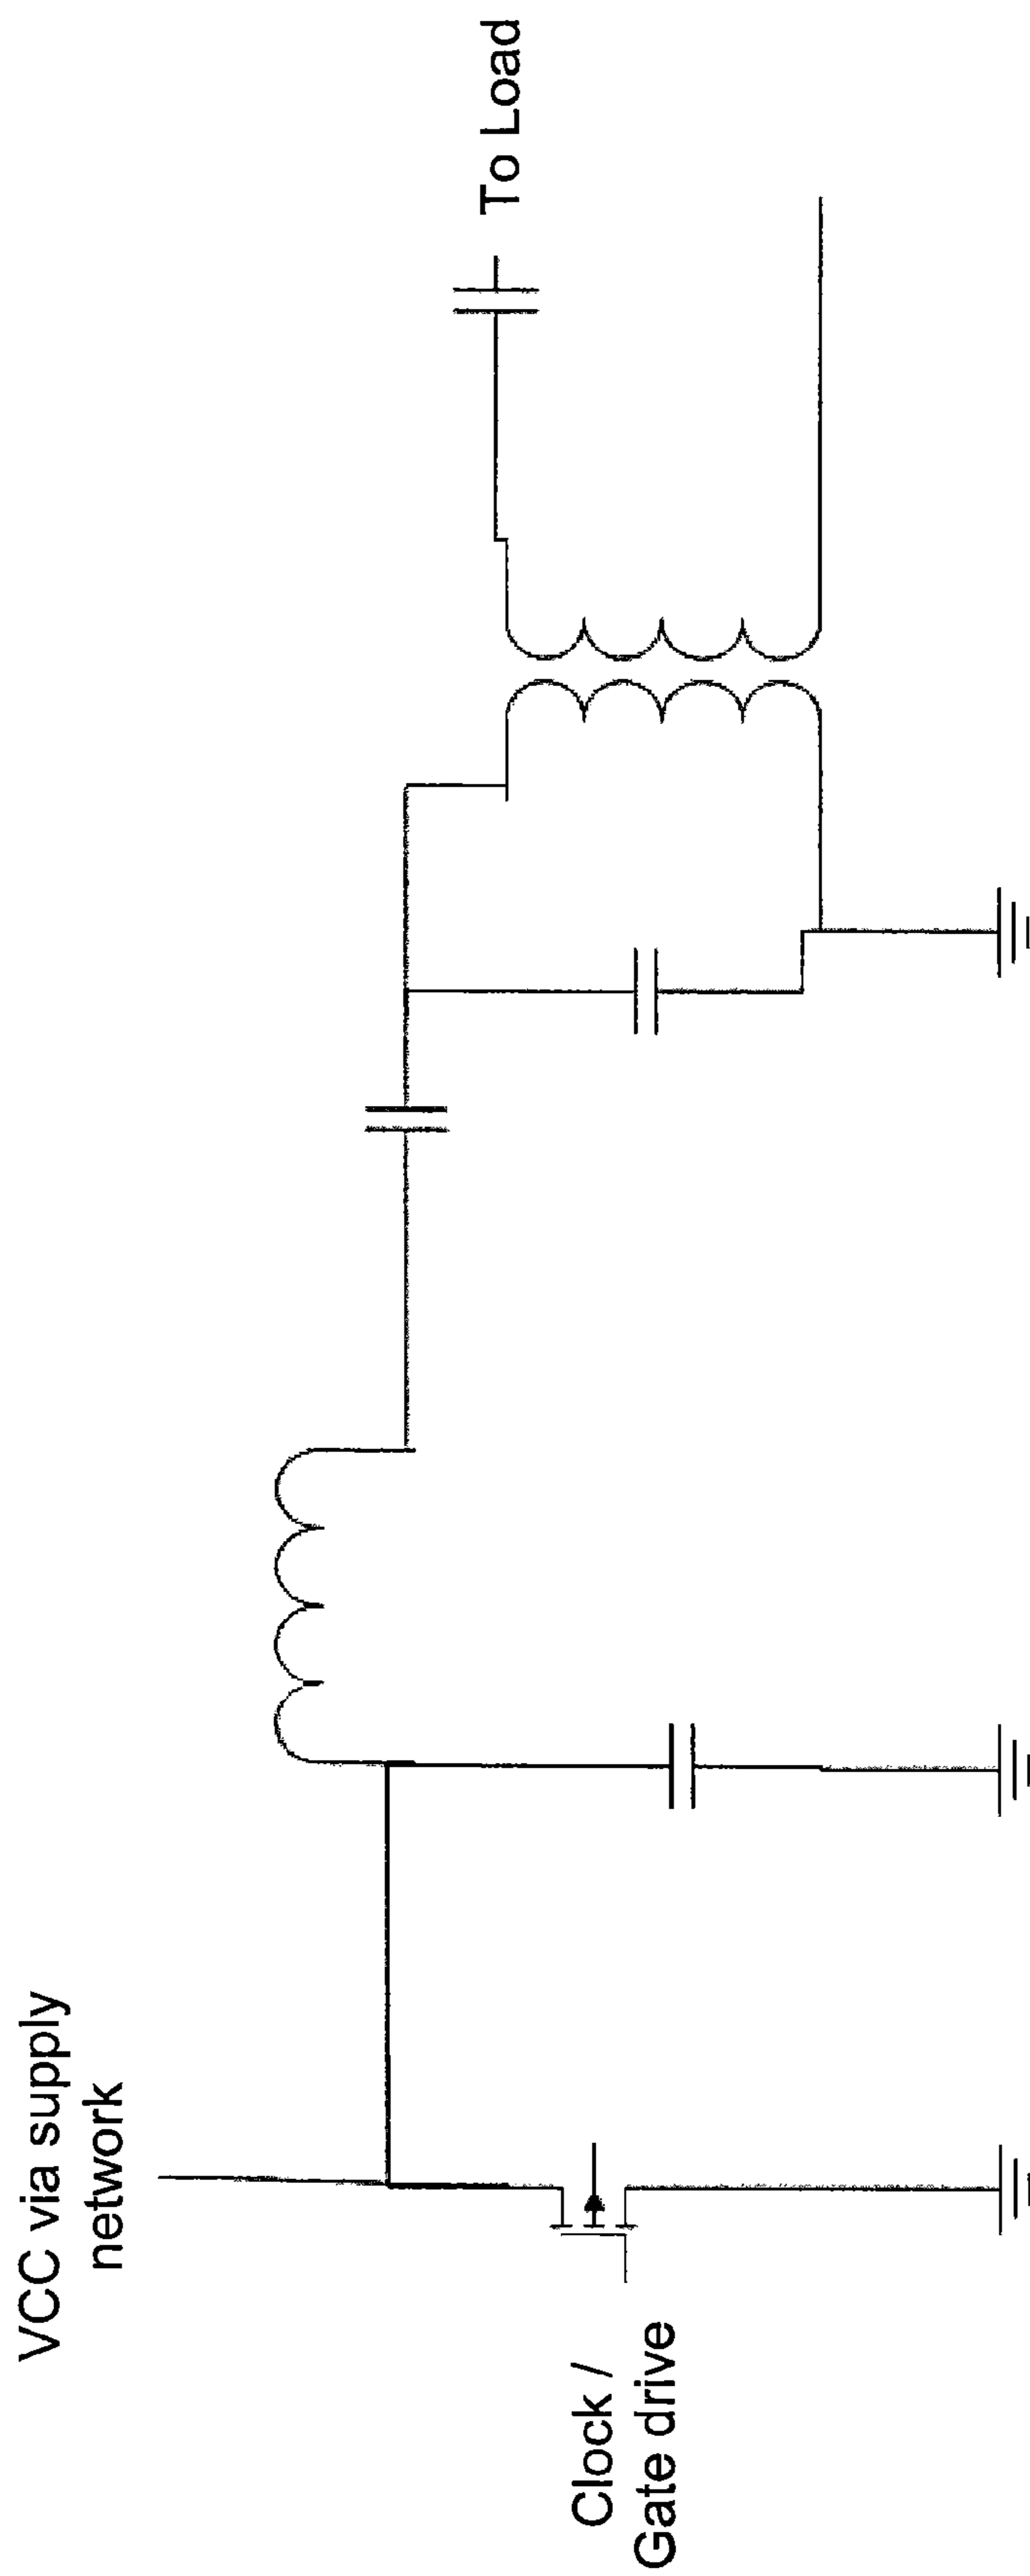 VCC via supply
network
Clock /
Gate drive
To Load